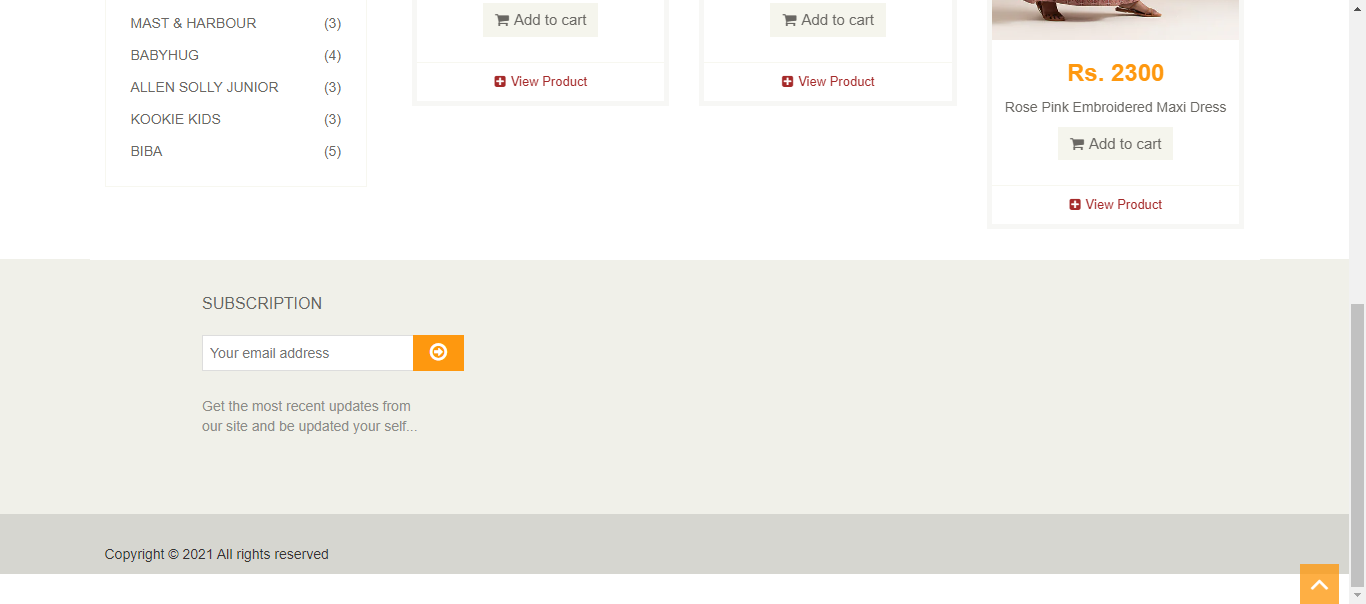 MAST & HARBOUR (3)
BABYHUG (4)
ALLEN SOLLY JUNIOR (3)
KOOKIE KIDS (3)
BIBA (5)
Add to cart
View Product
Add to cart
View Product
Rs. 2300
Rose Pink Embroidered Maxi Dress
Add to cart
View Product
SUBSCRIPTION
Your email address
Get the most recent updates from
our site and be updated your self...
Copyright © 2021 All rights reserved